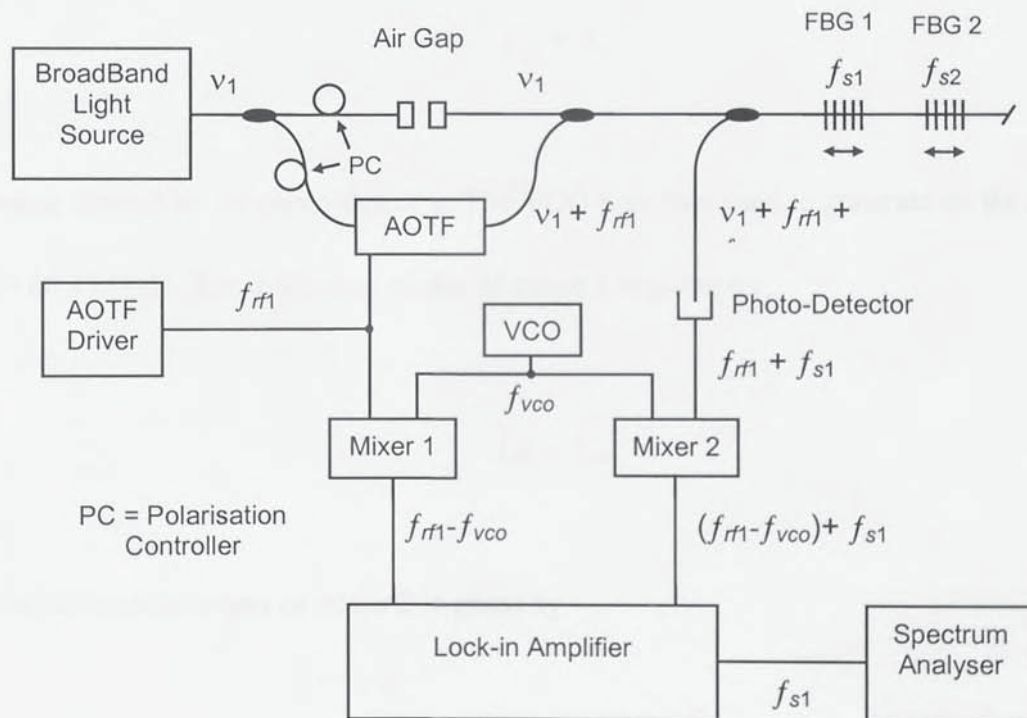 FBG 1 FBG 2
Air Gap
BroadBand
Light
Source
ν1
ν1
fs1
fs2
PC
AOTF
ν1 + frf1
ν1 + frf1 +
AOTF
Driver
frf1
VCO
Photo-Detector
fvco
frf1 + fs1
Mixer 1
Mixer 2
PC = Polarisation
Controller
frf1-fvco
(frf1-fvco)+ fs1
Lock-in Amplifier
Spectrum
Analyser
fs1